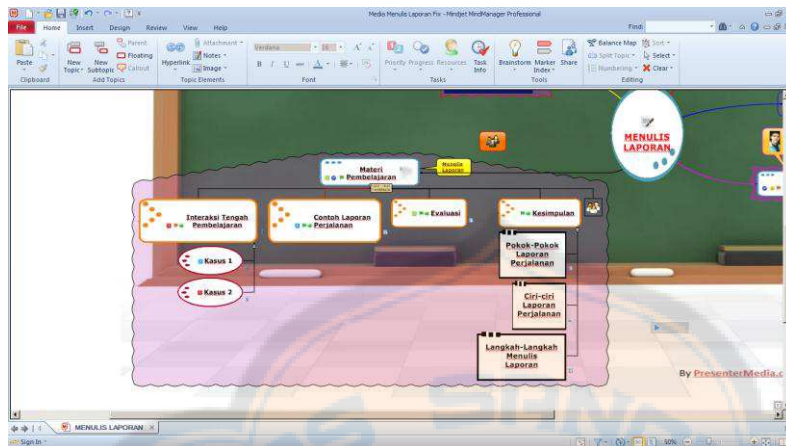 Media Menulis Laporan Fix - Mindjet MindManager Professional
File Home Insert Design Review View Help Find:
Paste
Clipboard
New Topic
New Subtopic
Parent
Floating
Callout
Add Topics
Hyperlink
Attachment
Notes
Image
Topic Elements
Verdana
B I U
Font
Priority Progress Resources Task Info
Tasks
Brainstorm Marker Index Share
Tools
Balance Map
Split Topic
Numbering
Sort
Select
Clear
Editing
MENULIS
LAPORAN
Materi
Pembelajaran
Menulis
Laporan
Interaksi Tengah
Pembelajaran
Contoh Laporan
Perjalanan
Evaluasi
Kesimpulan
Kasus 1
Kasus 2
Pokok-Pokok
Laporan
Perjalanan
Ciri-ciri
Laporan
Perjalanan
Langkah-Langkah
Menulis
Laporan
By PresenterMedia.c
MENULIS LAPORAN
Sign In
50%